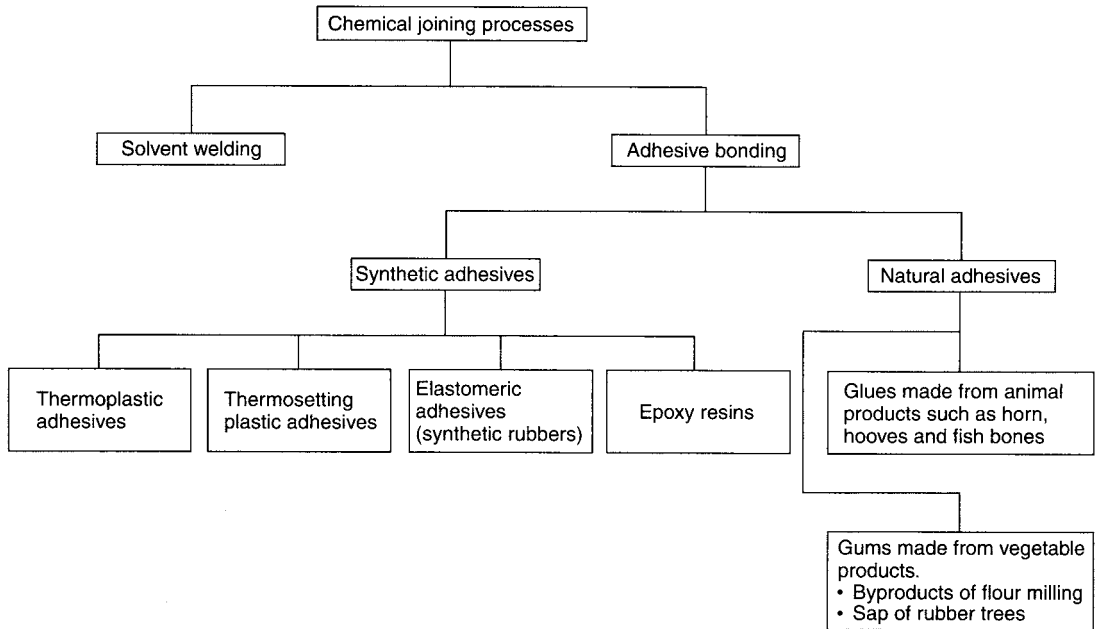 Chemical joining processes
Solvent welding
Adhesive bonding
Synthetic adhesives
Natural adhesives
Thermoplastic
adhesives
Thermosetting
plastic adhesives
Elastomeric
adhesives
(synthetic rubbers)
Epoxy resins
Glues made from animal
products such as horn,
hooves and fish bones
Gums made from vegetable
products.
• Byproducts of flour milling
• Sap of rubber trees